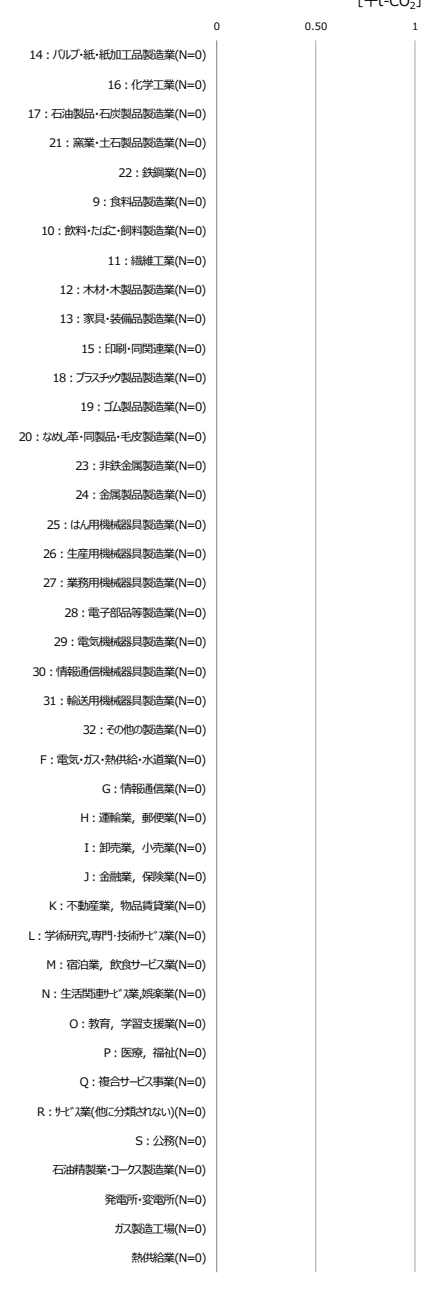 [千t-CO₂]
0 0.50 1
14：パルプ・紙・紙加工品製造業(N=0)
16：化学工業(N=0)
17：石油製品・石炭製品製造業(N=0)
21：窯業・土石製品製造業(N=0)
22：鉄鋼業(N=0)
9：食料品製造業(N=0)
10：飲料・たばこ・飼料製造業(N=0)
11：繊維工業(N=0)
12：木材・木製品製造業(N=0)
13：家具・装備品製造業(N=0)
15：印刷・同関連業(N=0)
18：プラスチック製品製造業(N=0)
19：ゴム製品製造業(N=0)
20：なめし革・同製品・毛皮製造業(N=0)
23：非鉄金属製造業(N=0)
24：金属製品製造業(N=0)
25：はん用機械器具製造業(N=0)
26：生産用機械器具製造業(N=0)
27：業務用機械器具製造業(N=0)
28：電子部品等製造業(N=0)
29：電気機械器具製造業(N=0)
30：情報通信機械器具製造業(N=0)
31：輸送用機械器具製造業(N=0)
32：その他の製造業(N=0)
F：電気・ガス・熱供給・水道業(N=0)
G：情報通信業(N=0)
H：運輸業，郵便業(N=0)
I：卸売業，小売業(N=0)
J：金融業，保険業(N=0)
K：不動産業，物品賃貸業(N=0)
L：学術研究,専門・技術ｻｰﾋﾞｽ業(N=0)
M：宿泊業，飲食サービス業(N=0)
N：生活関連ｻｰﾋﾞｽ業,娯楽業(N=0)
O：教育，学習支援業(N=0)
P：医療，福祉(N=0)
Q：複合サービス事業(N=0)
R：ｻｰﾋﾞｽ業(他に分類されない)(N=0)
S：公務(N=0)
石油精製業・コークス製造業(N=0)
発電所・変電所(N=0)
ガス製造工場(N=0)
熱供給業(N=0)